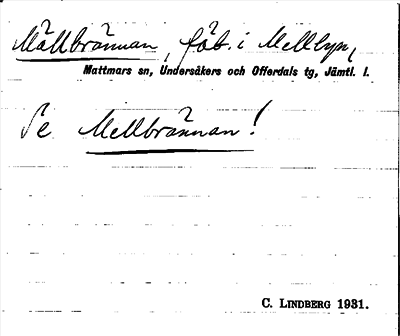 Mällbrännan, fäb. i Mellbyn,
Mattmars sn, Undersåkers och Offerdals tg, Jämtl. l.
Se Mellbrännan!
C. LINDBERG 1931.